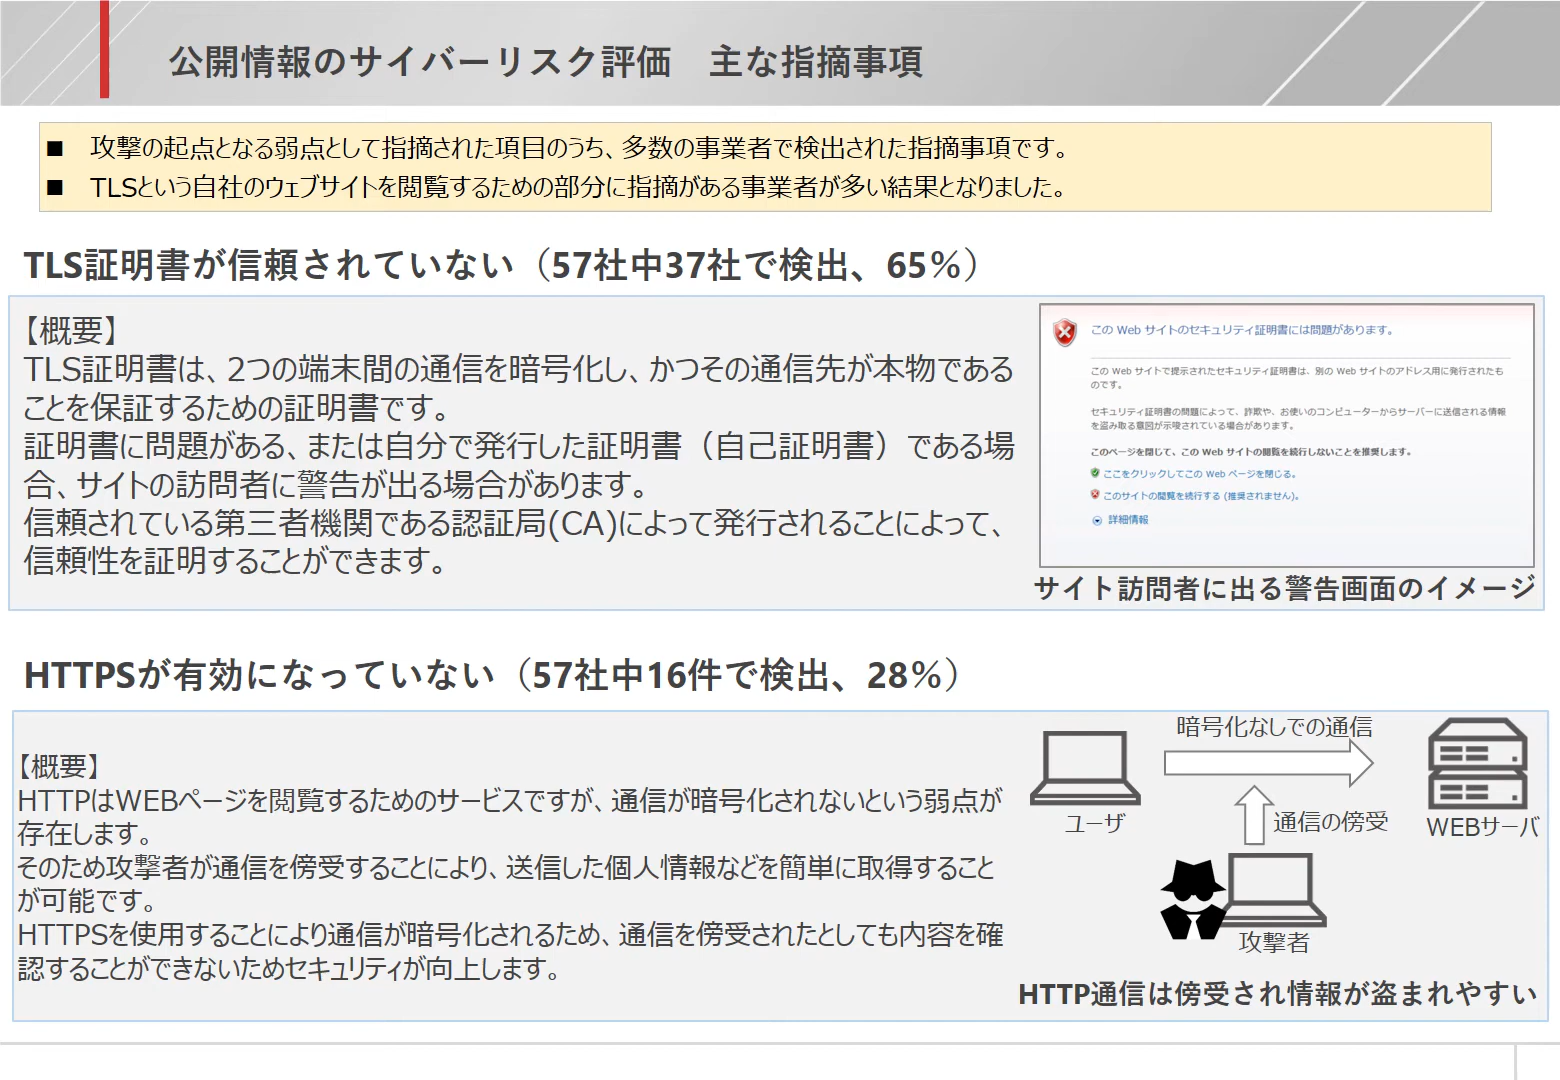 公開情報のサイバーリスク評価　主な指摘事項
■ 攻撃の起点となる弱点として指摘された項目のうち、多数の事業者で検出された指摘事項です。
■ TLSという自社のウェブサイトを閲覧するための部分に指摘がある事業者が多い結果となりました。
TLS証明書が信頼されていない（57社中37社で検出、65％）
【概要】
TLS証明書は、2つの端末間の通信を暗号化し、かつその通信先が本物である
ことを保証するための証明書です。
証明書に問題がある、または自分で発行した証明書（自己証明書）である場
合、サイトの訪問者に警告が出る場合があります。
信頼されている第三者機関である認証局(CA)によって発行されることによって、
信頼性を証明することができます。
この Web サイトのセキュリティ証明書には問題があります。
この Web サイトで提示されたセキュリティ証明書は、別の Web サイトのアドレス用に発行されたも
のです。
セキュリティ証明書の問題によって、詐欺や、お使いのコンピューターからサーバーに送信される情報
を盗み取る意図が示唆されている場合があります。
このページを閉じて、この Web サイトの閲覧を続行しないことを推奨します。
ここをクリックしてこの Web ページを閉じる。
このサイトの閲覧を続行する (推奨されません)。
詳細情報
サイト訪問者に出る警告画面のイメージ
HTTPSが有効になっていない（57社中16件で検出、28％）
【概要】
HTTPはWEBページを閲覧するためのサービスですが、通信が暗号化されないという弱点が
存在します。
そのため攻撃者が通信を傍受することにより、送信した個人情報などを簡単に取得すること
が可能です。
HTTPSを使用することにより通信が暗号化されるため、通信を傍受されたとしても内容を確
認することができないためセキュリティが向上します。
暗号化なしでの通信
ユーザ
通信の傍受
WEBサーバ
攻撃者
HTTP通信は傍受され情報が盗まれやすい